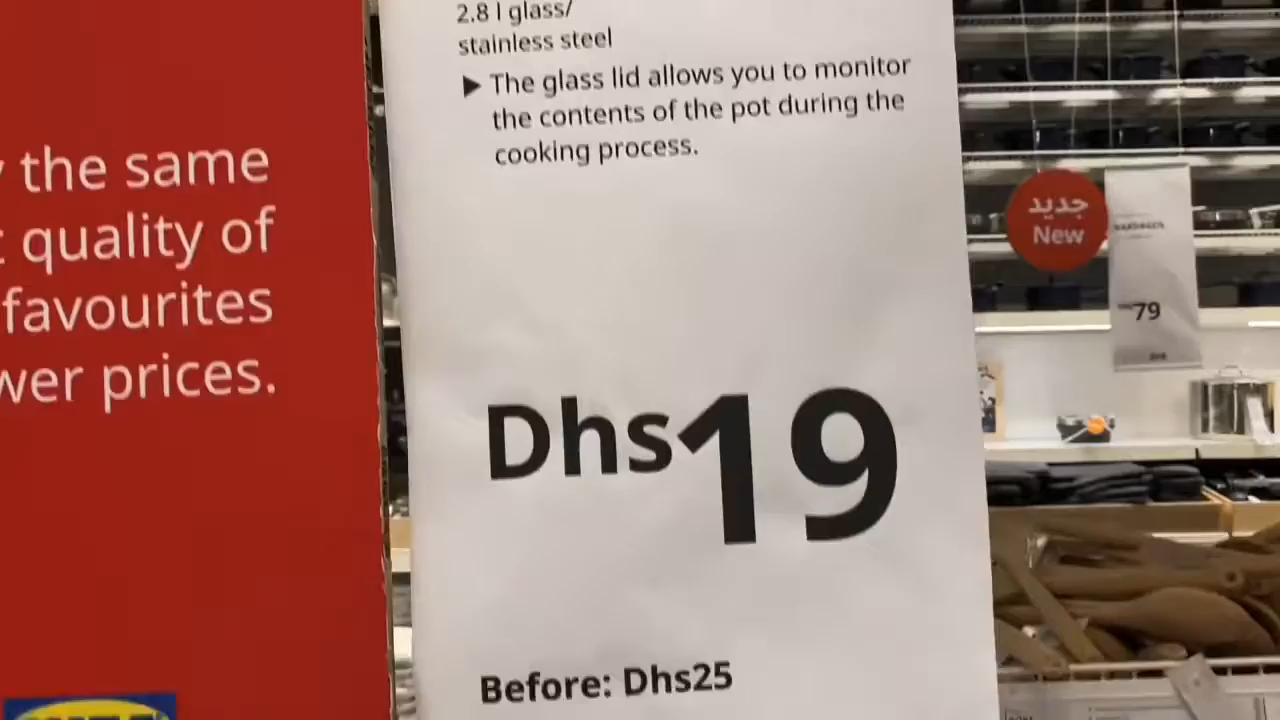 the same
quality of
favourites
wer prices.
2.8 l glass/
stainless steel
▶ The glass lid allows you to monitor
the contents of the pot during the
cooking process.
Dhs19
Before: Dhs25
جديد
New
79